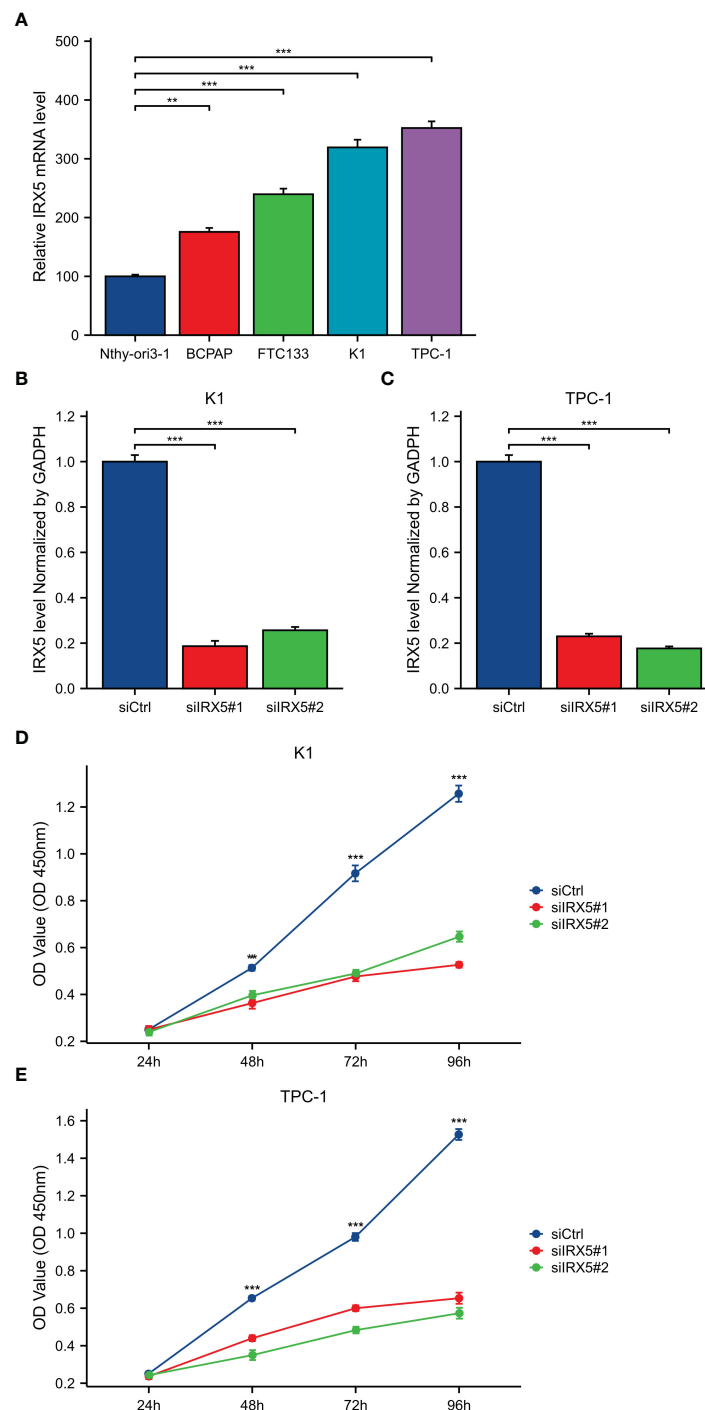 A
500
400
300
200
100
0
Relative IRX5 mRNA level
***
***
***
**
Nthy-ori3-1 BCPAP FTC133 K1 TPC-1
B
K1
1.2
1.0
0.8
0.6
0.4
0.2
0.0
IRX5 level Normalized by GADPH
***
***
siCtrl siIRX5#1 siIRX5#2
C
TPC-1
1.2
1.0
0.8
0.6
0.4
0.2
0.0
IRX5 level Normalized by GADPH
***
***
siCtrl siIRX5#1 siIRX5#2
D
K1
1.2
1.0
0.8
0.6
0.4
0.2
OD Value (OD 450nm)
***
***
***
24h 48h 72h 96h
siCtrl
siIRX5#1
siIRX5#2
E
TPC-1
1.6
1.4
1.2
1.0
0.8
0.6
0.4
0.2
OD Value (OD 450nm)
***
***
***
24h 48h 72h 96h
siCtrl
siIRX5#1
siIRX5#2